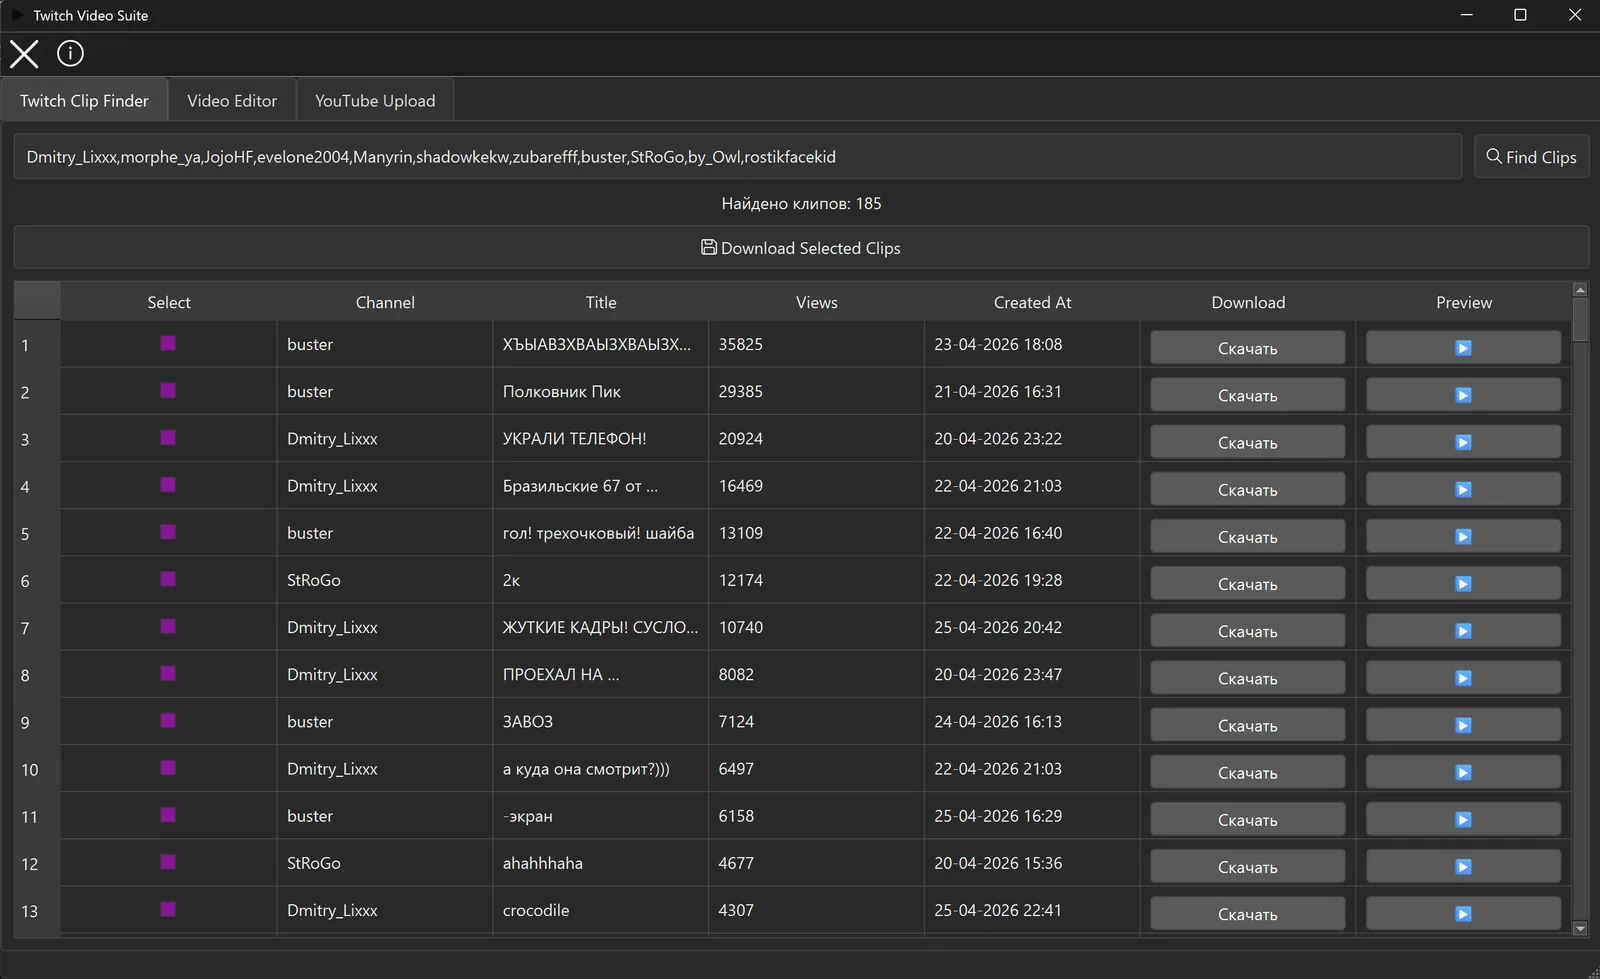 Twitch Video Suite
Twitch Clip Finder Video Editor YouTube Upload
Dmitry_Lixxx,morphe_ya,JojoHF,evelone2004,Manyrin,shadowkekw,zubarefff,buster,StRoGo,by_Owl,rostikfacekid Find Clips
Найдено клипов: 185
Download Selected Clips
Select Channel Title Views Created At Download Preview
1 buster ХЪЫАВЗХВАЫЗХВАЫЗХ... 35825 23-04-2026 18:08 Скачать
2 buster Полковник Пик 29385 21-04-2026 16:31 Скачать
3 Dmitry_Lixxx УКРАЛИ ТЕЛЕФОН! 20924 20-04-2026 23:22 Скачать
4 Dmitry_Lixxx Бразильские 67 от ... 16469 22-04-2026 21:03 Скачать
5 buster гол! трехочковый! шайба 13109 22-04-2026 16:40 Скачать
6 StRoGo 2к 12174 22-04-2026 19:28 Скачать
7 Dmitry_Lixxx ЖУТКИЕ КАДРЫ! СУСЛО... 10740 25-04-2026 20:42 Скачать
8 Dmitry_Lixxx ПРОЕХАЛ НА ... 8082 20-04-2026 23:47 Скачать
9 buster ЗАВОЗ 7124 24-04-2026 16:13 Скачать
10 Dmitry_Lixxx а куда она смотрит?))) 6497 22-04-2026 21:03 Скачать
11 buster -экран 6158 25-04-2026 16:29 Скачать
12 StRoGo ahahhhaha 4677 20-04-2026 15:36 Скачать
13 Dmitry_Lixxx crocodile 4307 25-04-2026 22:41 Скачать